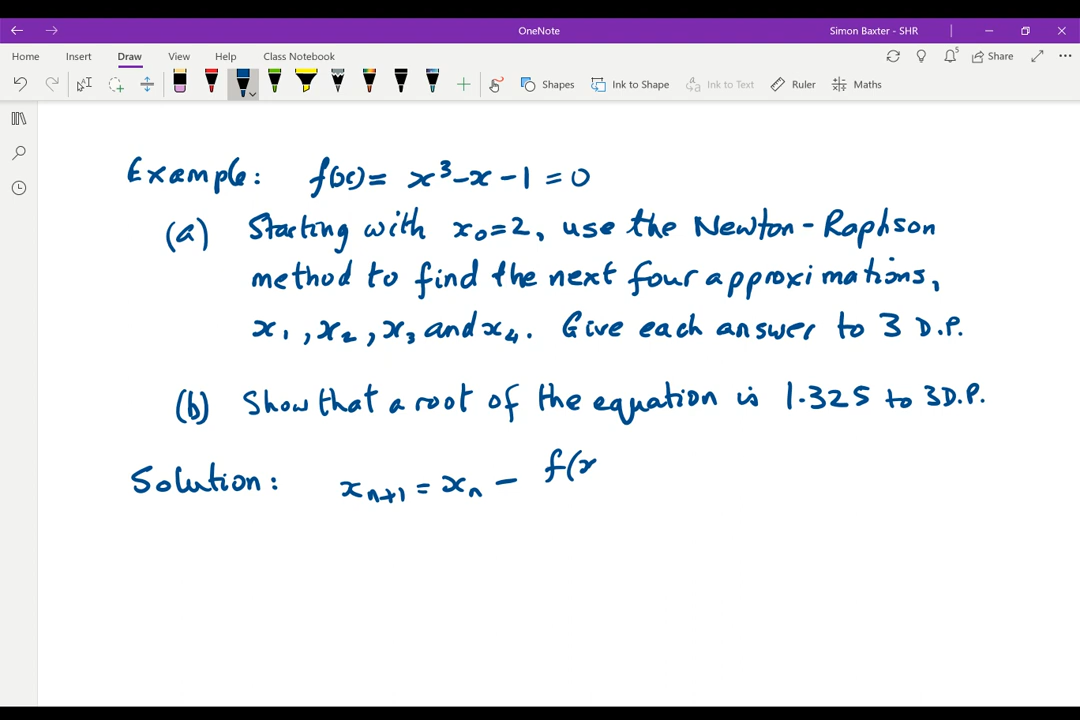 OneNote
Simon Baxter - SHR
Home Insert Draw View Help Class Notebook
5 Share
Shapes Ink to Shape Ink to Text Ruler Maths
Example: f(x) = x³-x-1=0
(a) Starting with x₀=2, use the Newton-Raphson
method to find the next four approximations,
x₁, x₂, x₃ and x₄. Give each answer to 3 D.P.
(b) Show that a root of the equation is 1.325 to 3D.P.
Solution: xₙ₊₁ = xₙ - f(x